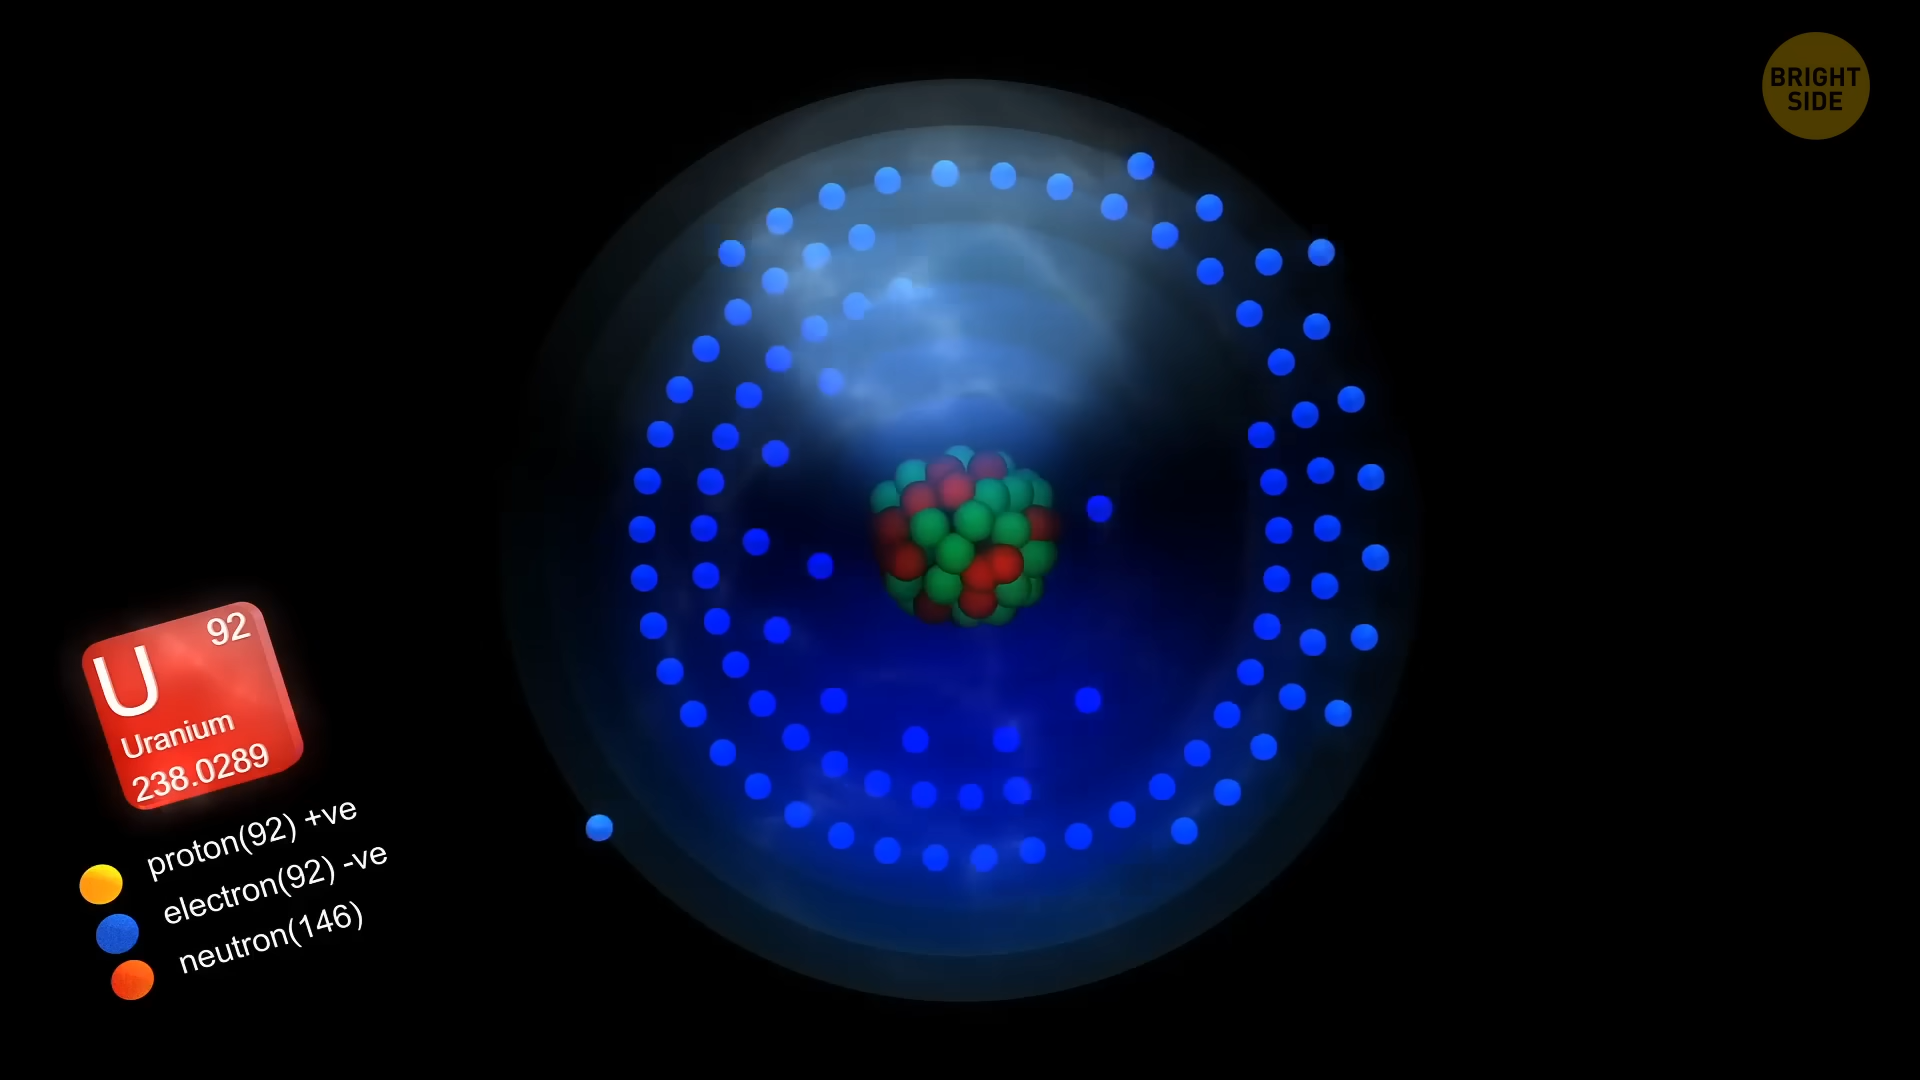 BRIGHT
SIDE
92
U
Uranium
238.0289
proton(92) +ve
electron(92) -ve
neutron(146)